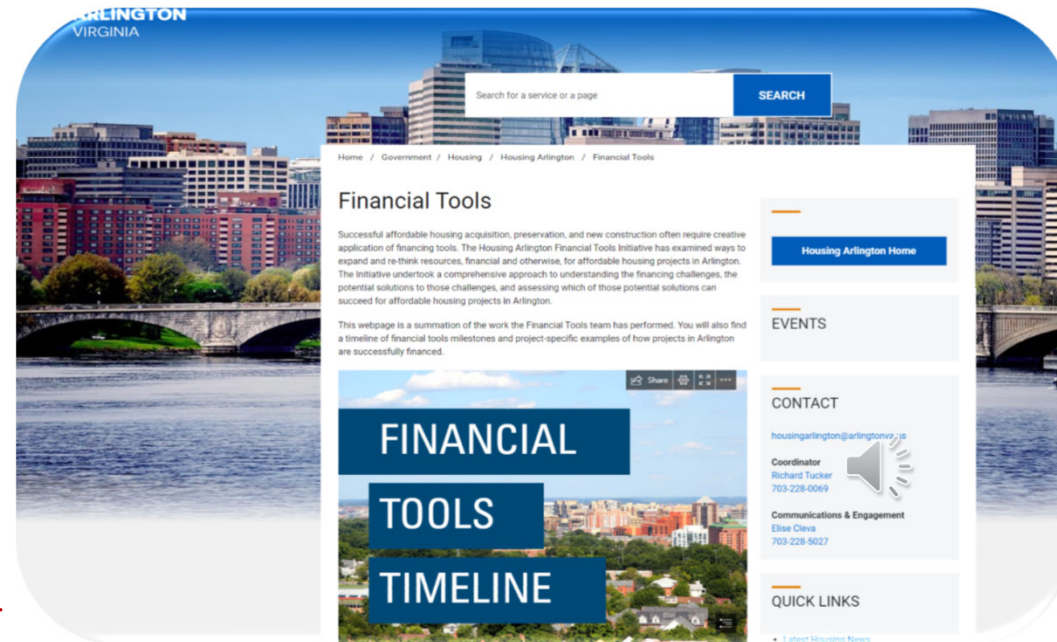 ARLINGTON
VIRGINIA
Search for a service or a page
SEARCH
Home / Government / Housing / Housing Arlington / Financial Tools
Financial Tools
Successful affordable housing acquisition, preservation, and new construction often require creative
application of financing tools. The Housing Arlington Financial Tools Initiative has examined ways to
expand and re-think resources, financial and otherwise, for affordable housing projects in Arlington.
The Initiative undertook a comprehensive approach to understanding the financing challenges, the
potential solutions to those challenges, and assessing which of those potential solutions can
succeed for affordable housing projects in Arlington.
This webpage is a summation of the work the Financial Tools team has performed. You will also find
a timeline of financial tools milestones and project-specific examples of how projects in Arlington
are successfully financed.
Share
FINANCIAL
TOOLS
TIMELINE
Housing Arlington Home
EVENTS
CONTACT
housingarlington@arlingtonva.us
Coordinator
Richard Tucker
703-228-0069
Communications & Engagement
Elise Cleva
703-228-5027
QUICK LINKS
Latest Housing News